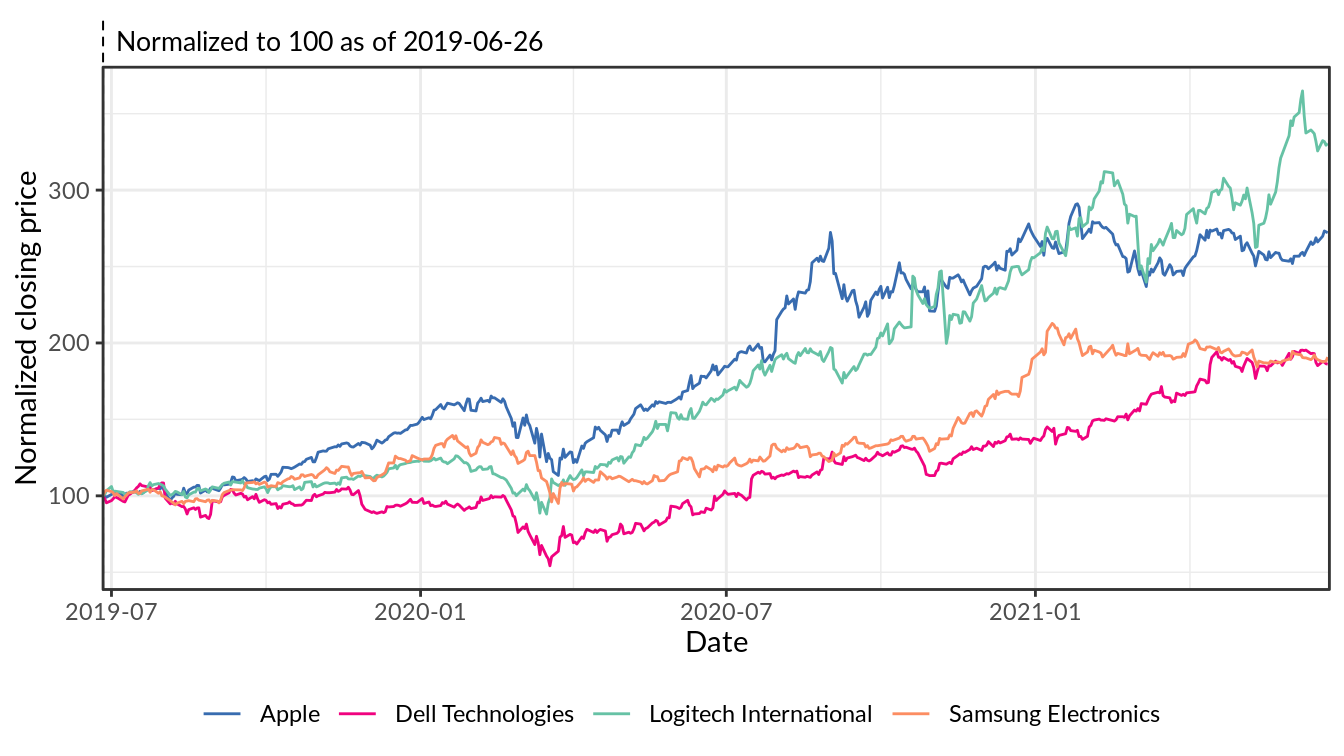 Normalized to 100 as of 2019-06-26
Normalized closing price
300
200
100
2019-07 2020-01 2020-07 2021-01
Date
Apple Dell Technologies Logitech International Samsung Electronics